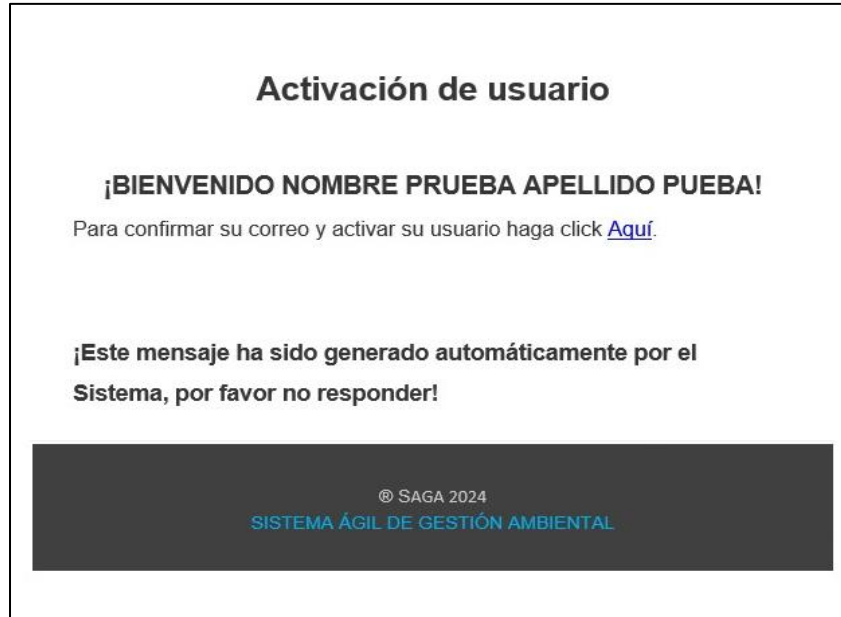 Activación de usuario
¡BIENVENIDO NOMBRE PRUEBA APELLIDO PUEBA!
Para confirmar su correo y activar su usuario haga click Aquí.
¡Este mensaje ha sido generado automáticamente por el
Sistema, por favor no responder!
® SAGA 2024
SISTEMA ÁGIL DE GESTIÓN AMBIENTAL